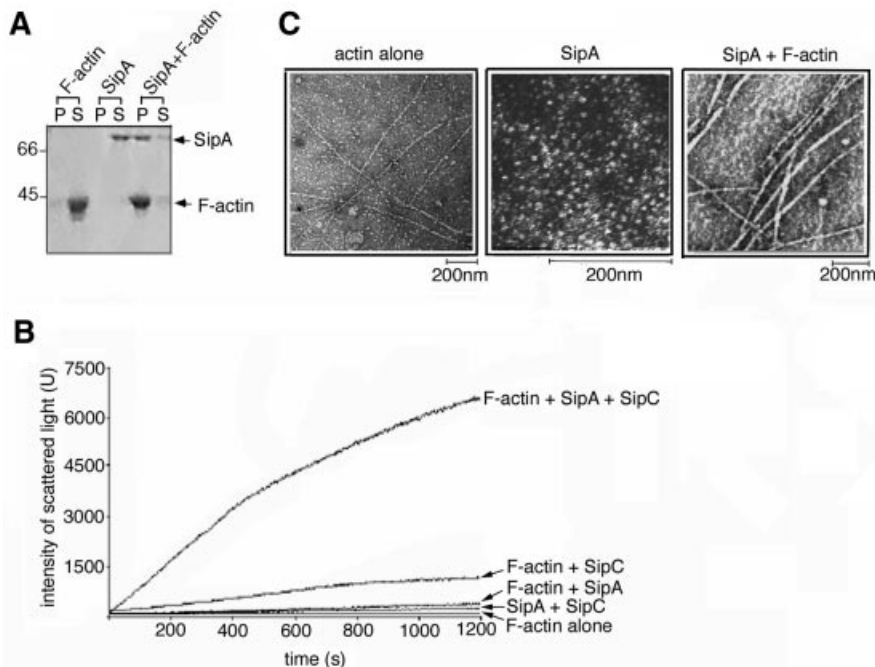 A
F-actin
SipA
SipA+F-actin
P S P S P S
66
SipA
45
F-actin
C
actin alone
SipA
SipA + F-actin
200nm
200nm
200nm
B
intensity of scattered light (U)
7500
6000
4500
3000
1500
F-actin + SipA + SipC
F-actin + SipC
F-actin + SipA
SipA + SipC
F-actin alone
200 400 600 800 1000 1200
time (s)